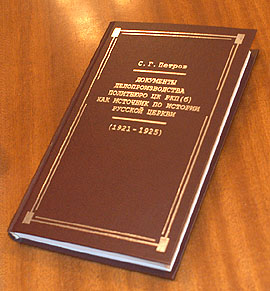 С. Г. Петров
ДОКУМЕНТЫ
ДЕЛОПРОИЗВОДСТВА
ПОЛИТБЮРО ЦК РКП(б)
КАК ИСТОЧНИК ПО ИСТОРИИ
РУССКОЙ ЦЕРКВИ
(1921-1925)